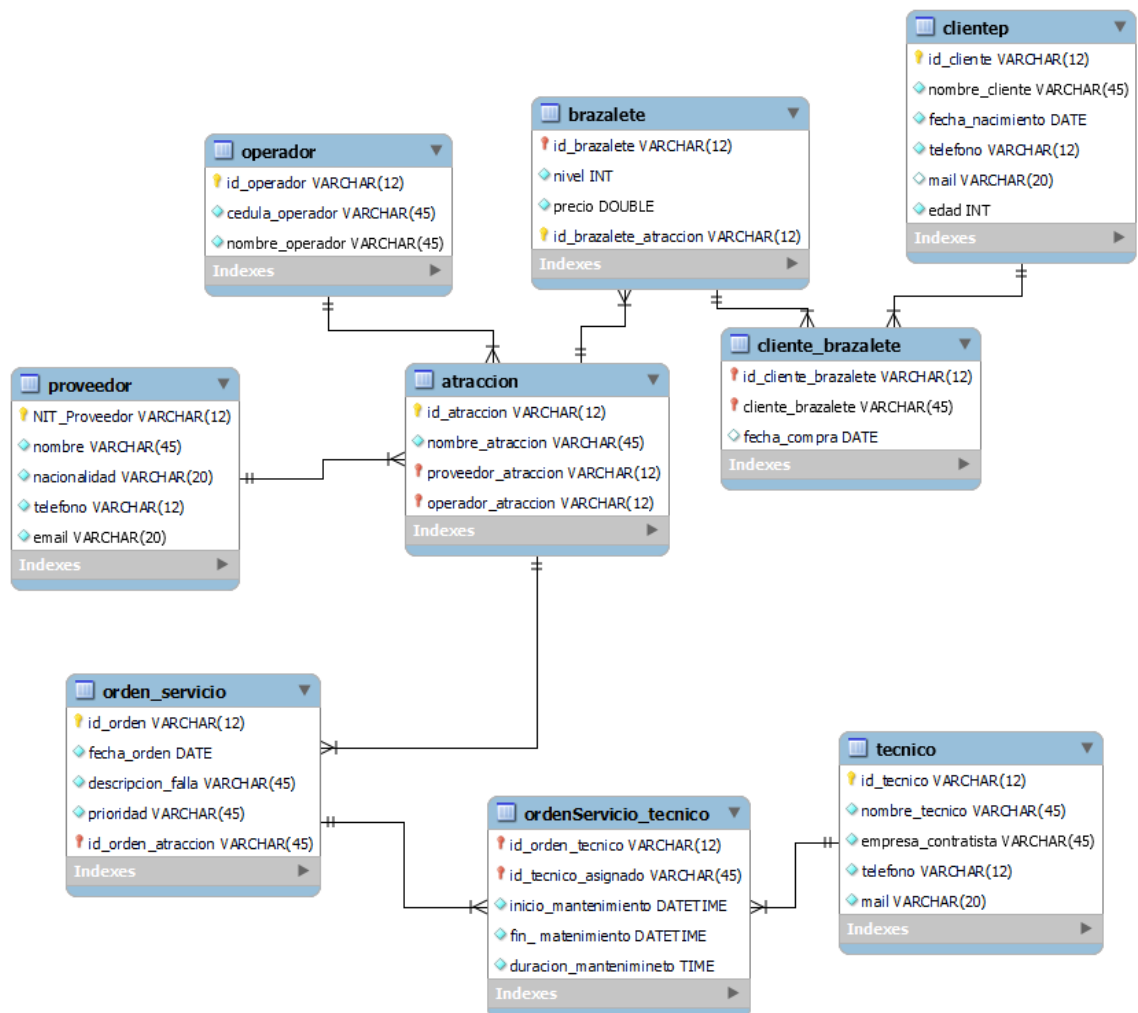 clientep
id_cliente VARCHAR(12)
nombre_cliente VARCHAR(45)
fecha_nacimiento DATE
telefono VARCHAR(12)
mail VARCHAR(20)
edad INT
Indexes
brazalete
id_brazalete VARCHAR(12)
nivel INT
precio DOUBLE
id_brazalete_atraccion VARCHAR(12)
Indexes
operador
id_operador VARCHAR(12)
cedula_operador VARCHAR(45)
nombre_operador VARCHAR(45)
Indexes
cliente_brazalete
id_cliente_brazalete VARCHAR(12)
cliente_brazalete VARCHAR(45)
fecha_compra DATE
Indexes
proveedor
NIT_Proveedor VARCHAR(12)
nombre VARCHAR(45)
nacionalidad VARCHAR(20)
telefono VARCHAR(12)
email VARCHAR(20)
Indexes
atraccion
id_atraccion VARCHAR(12)
nombre_atraccion VARCHAR(45)
proveedor_atraccion VARCHAR(12)
operador_atraccion VARCHAR(12)
Indexes
orden_servicio
id_orden VARCHAR(12)
fecha_orden DATE
descripcion_falla VARCHAR(45)
prioridad VARCHAR(45)
id_orden_atraccion VARCHAR(45)
Indexes
ordenServicio_tecnico
id_orden_tecnico VARCHAR(12)
id_tecnico_asignado VARCHAR(45)
inicio_mantenimiento DATETIME
fin_ matenimiento DATETIME
duracion_mantenimineto TIME
Indexes
tecnico
id_tecnico VARCHAR(12)
nombre_tecnico VARCHAR(45)
empresa_contratista VARCHAR(45)
telefono VARCHAR(12)
mail VARCHAR(20)
Indexes